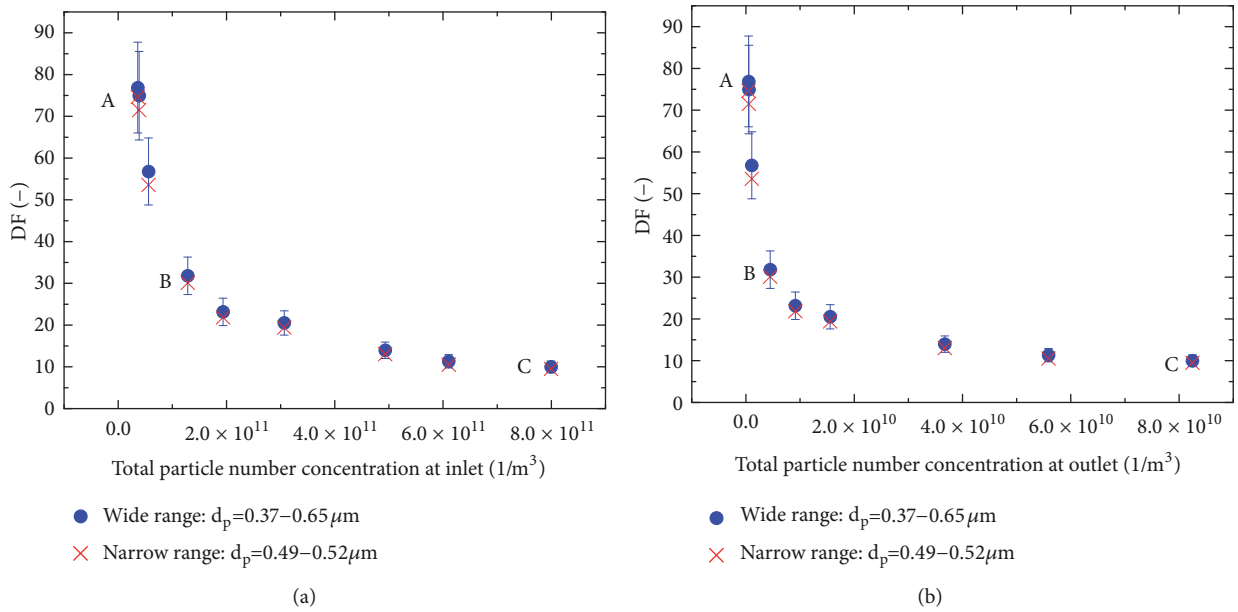 90
80
70
60
50
40
30
20
10
0
DF (−)
A
B
C
0.0
2.0 × 10^11
4.0 × 10^11
6.0 × 10^11
8.0 × 10^11
Total particle number concentration at inlet (1/m^3)
Wide range: d_p=0.37−0.65 μm
Narrow range: d_p=0.49−0.52 μm
(a)
90
80
70
60
50
40
30
20
10
0
DF (−)
A
B
C
0.0
2.0 × 10^10
4.0 × 10^10
6.0 × 10^10
8.0 × 10^10
Total particle number concentration at outlet (1/m^3)
Wide range: d_p=0.37−0.65 μm
Narrow range: d_p=0.49−0.52 μm
(b)